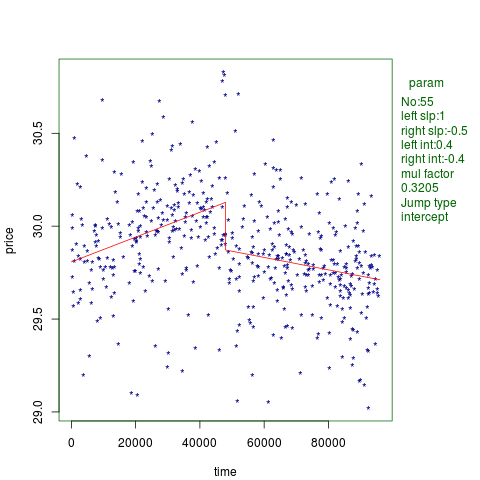 param
No:55
left slp:1
right slp:-0.5
left int:0.4
right int:-0.4
mul factor
0.3205
Jump type
intercept
price
30.5
30.0
29.5
29.0
0 20000 40000 60000 80000
time